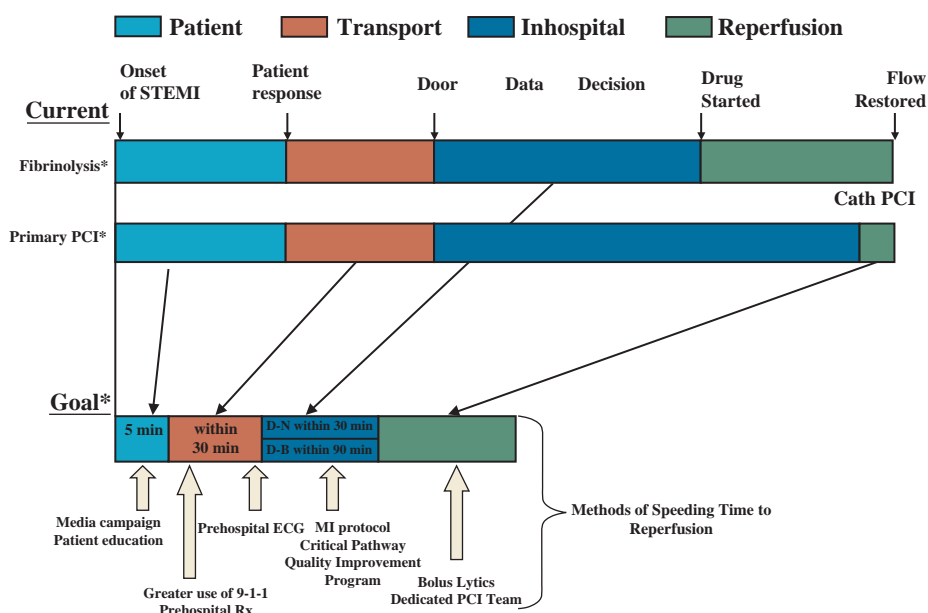 Patient
Transport
Inhospital
Reperfusion
Onset
of STEMI
Patient
response
Door
Data
Decision
Drug
Started
Flow
Restored
Current
Fibrinolysis*
Cath PCI
Primary PCI*
Goal*
5 min
within
30 min
D-N within 30 min
D-B within 90 min
Media campaign
Patient education
Prehospital ECG
MI protocol
Critical Pathway
Quality Improvement
Program
Methods of Speeding Time to
Reperfusion
Greater use of 9-1-1
Prehospital Rx
Bolus Lytics
Dedicated PCI Team